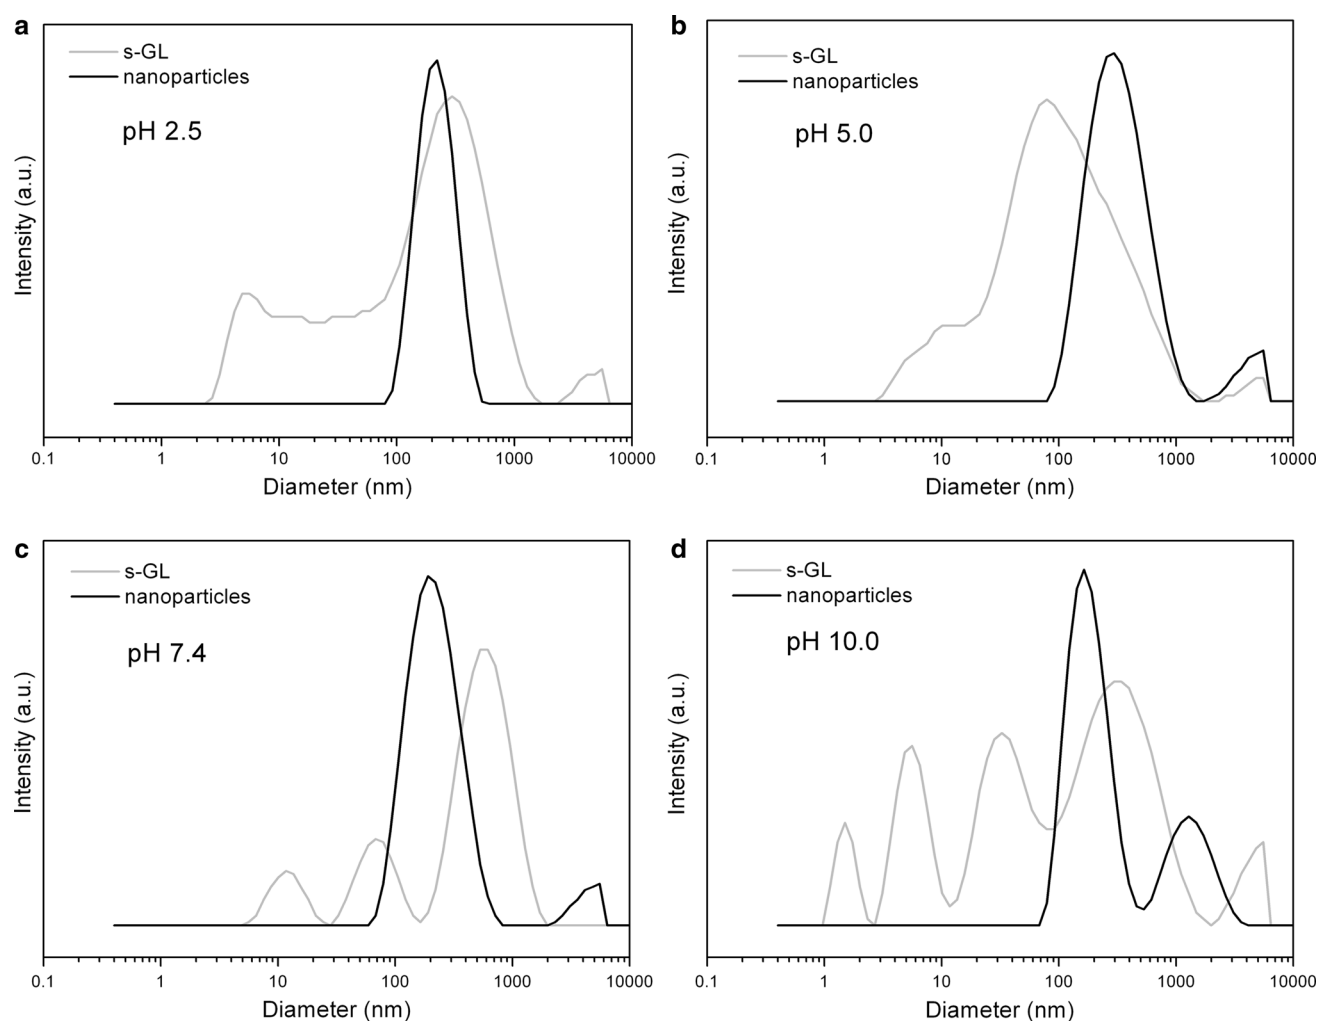 a
s-GL
nanoparticles
pH 2.5
Intensity (a.u.)
0.1 1 10 100 1000 10000
Diameter (nm)
b
s-GL
nanoparticles
pH 5.0
Intensity (a.u.)
0.1 1 10 100 1000 10000
Diameter (nm)
c
s-GL
nanoparticles
pH 7.4
Intensity (a.u.)
0.1 1 10 100 1000 10000
Diameter (nm)
d
s-GL
nanoparticles
pH 10.0
Intensity (a.u.)
0.1 1 10 100 1000 10000
Diameter (nm)